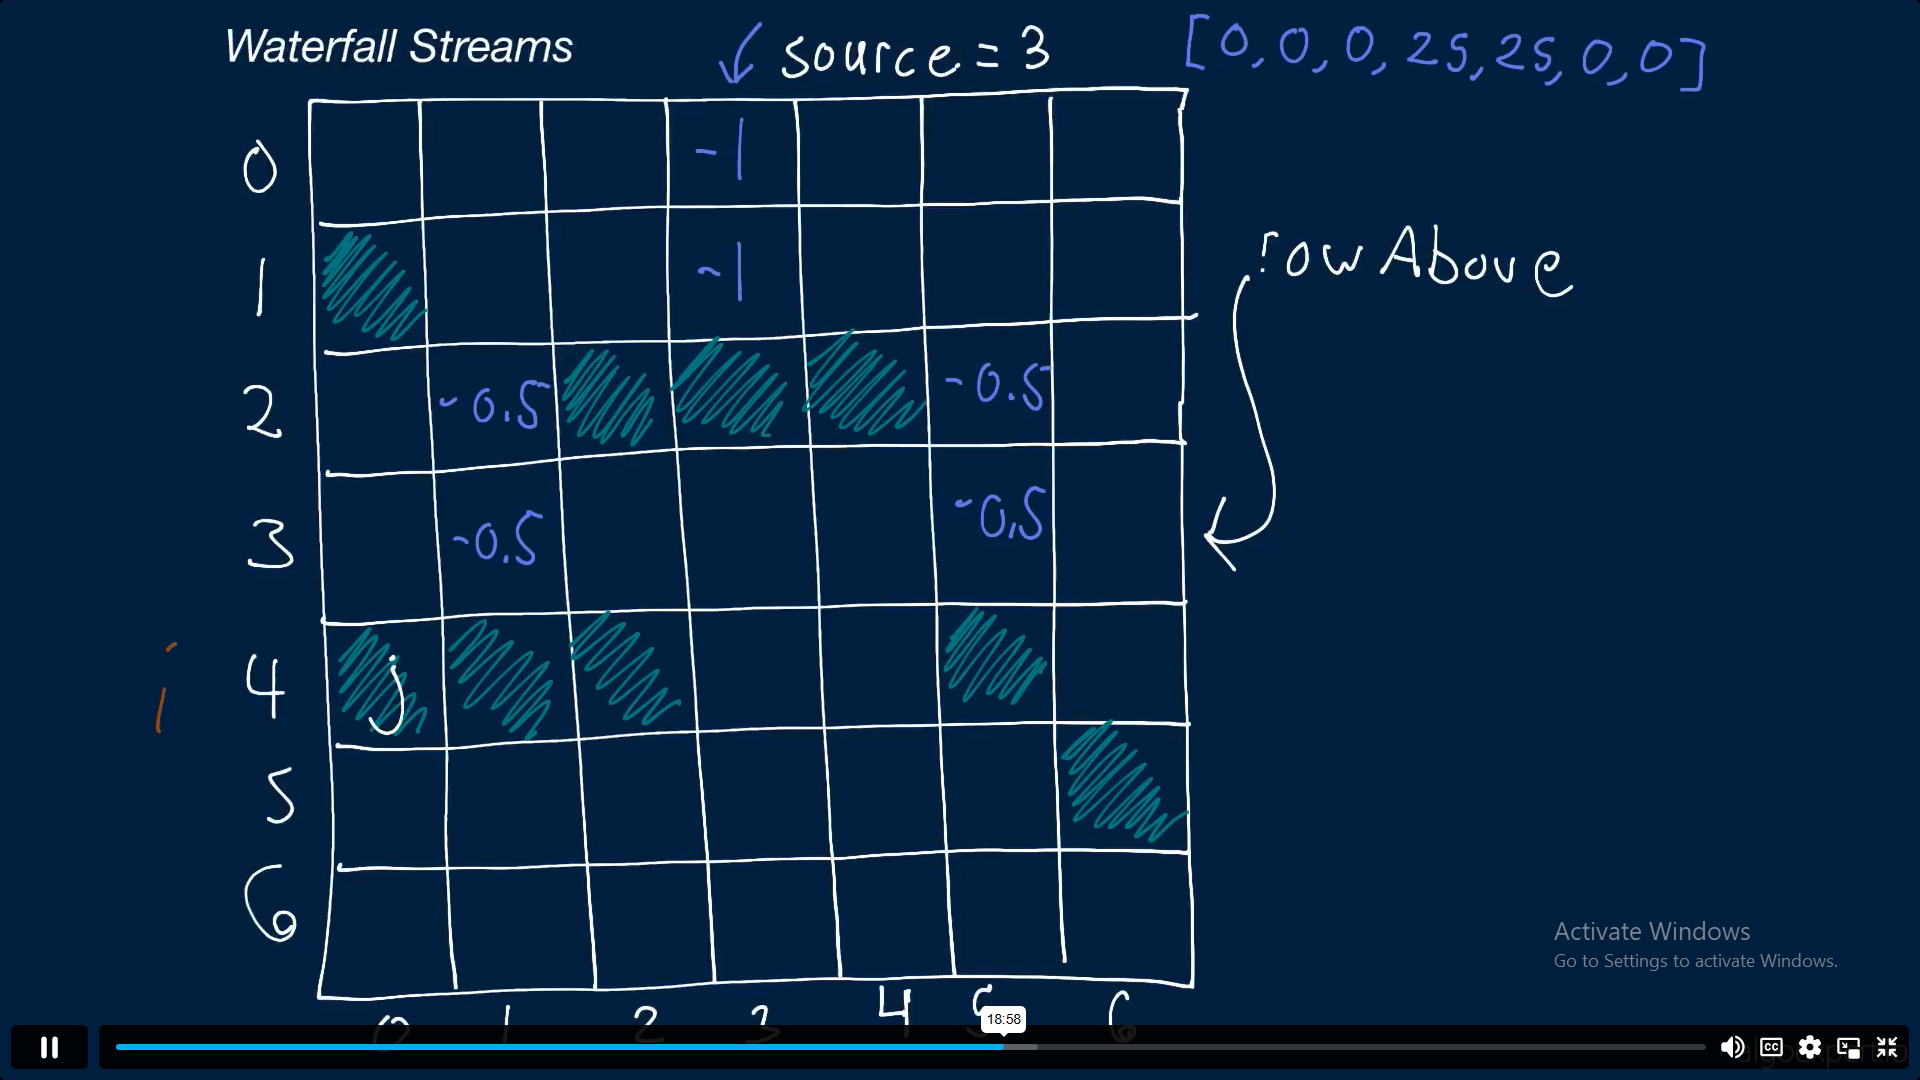 Waterfall Streams
source = 3
[0, 0, 0, 25, 25, 0, 0]
0
-1
1
-1
rowAbove
2
-0.5
-0.5
3
-0.5
-0.5
i
4
j
5
6
0 1 2 3 4 5 6
18:58
CC
Activate Windows
Go to Settings to activate Windows.